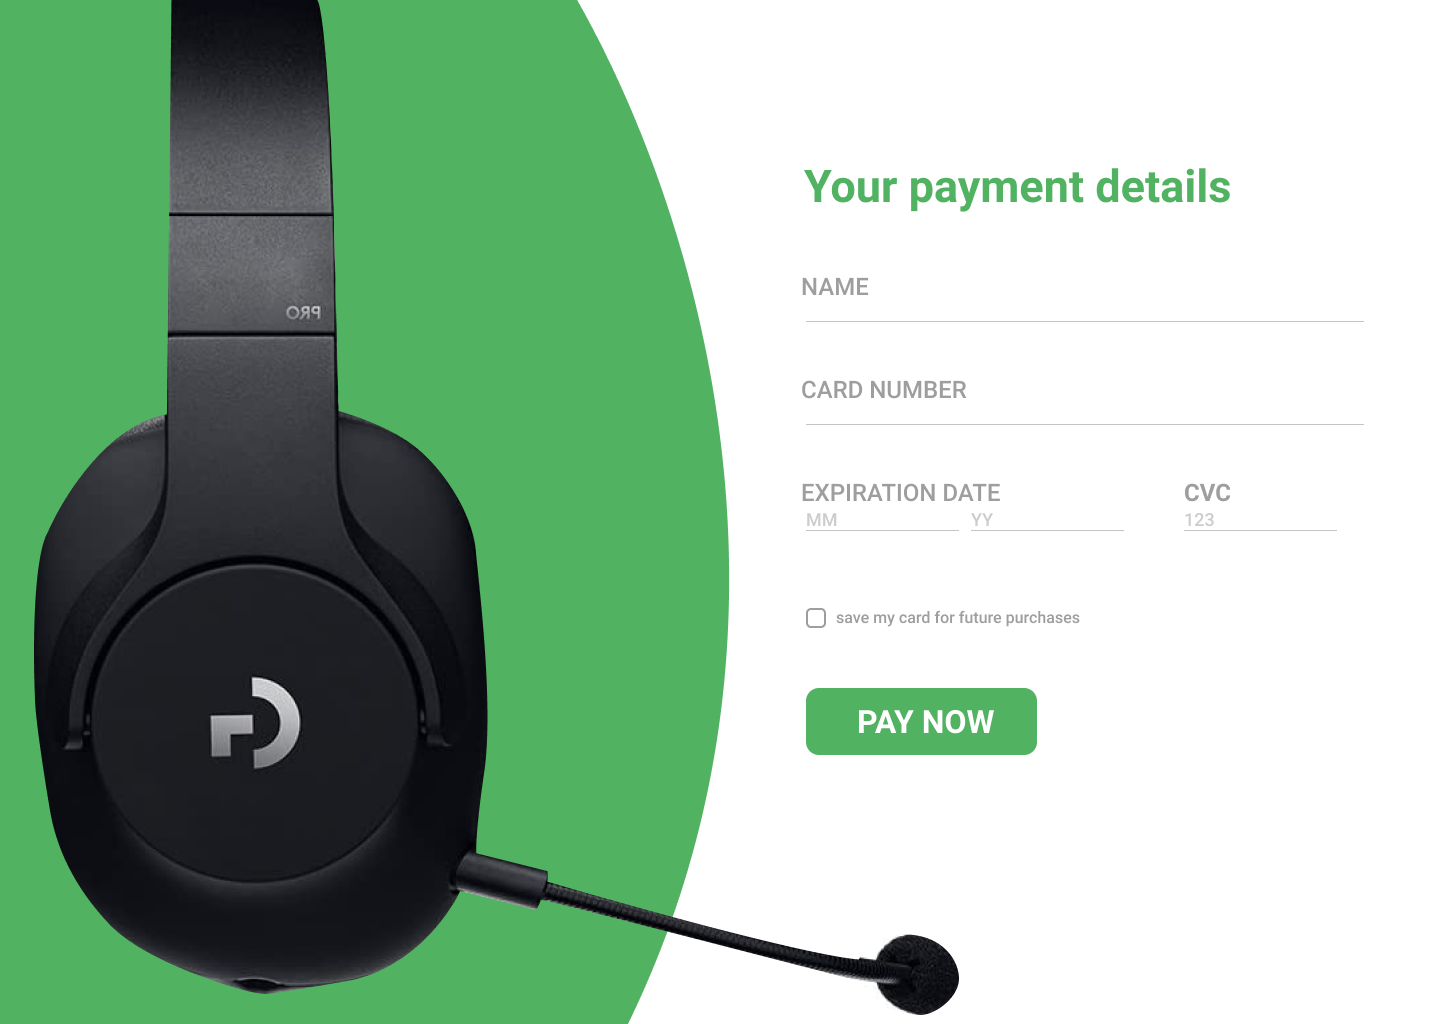 PRO
Your payment details
NAME
CARD NUMBER
EXPIRATION DATE CVC
MM YY 123
save my card for future purchases
PAY NOW